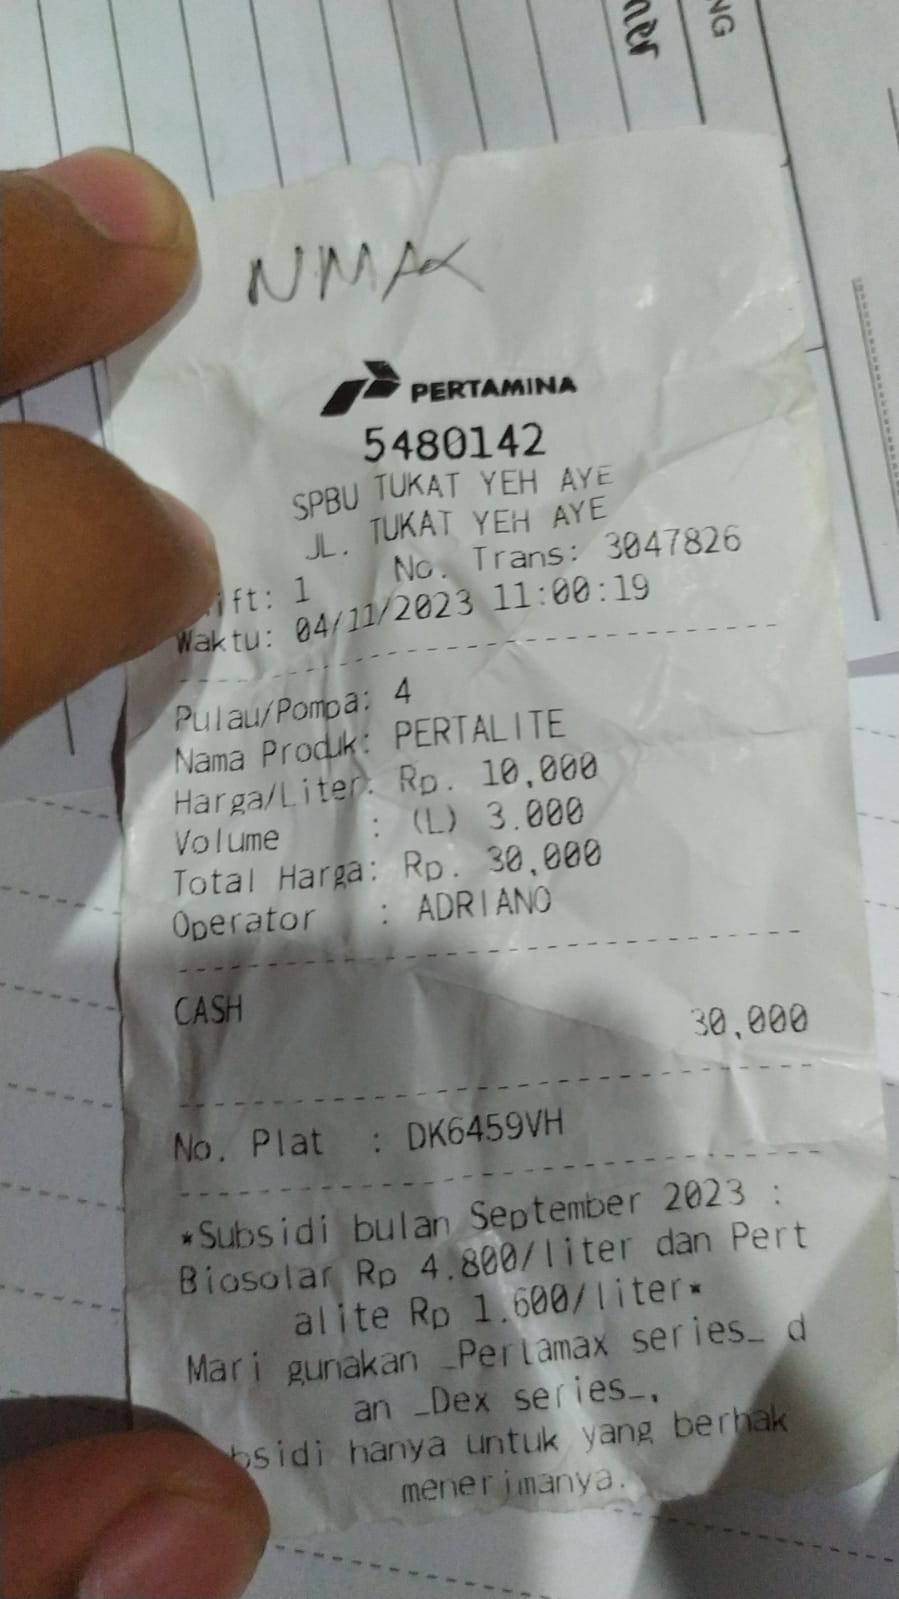 NG
NMAX
PERTAMINA
5480142
SPBU TUKAT YEH AYE
JL. TUKAT YEH AYE
ift: 1 No. Trans: 3047826
Waktu: 04/11/2023 11:00:19
Pulau/Pompa: 4
Nama Produk: PERTALITE
Harga/Liter: Rp. 10,000
Volume : (L) 3.000
Total Harga: Rp. 30,000
Operator : ADRIANO
CASH 30,000
No. Plat : DK6459VH
*Subsidi bulan September 2023 :
Biosolar Rp 4.800/liter dan Pert
alite Rp 1.600/liter*
Mari gunakan _Pertamax series_ d
an _Dex series_,
bsidi hanya untuk yang berhak
menerimanya.